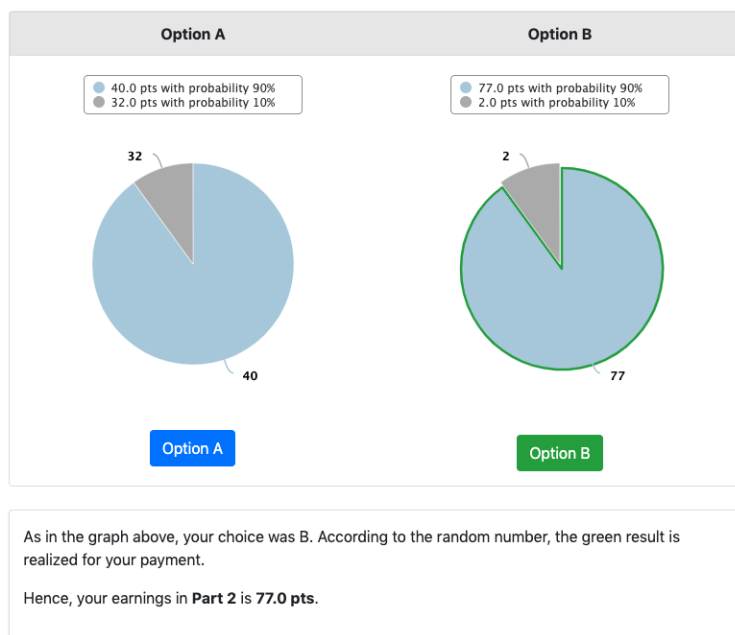 Option A
Option B
40.0 pts with probability 90%
32.0 pts with probability 10%
77.0 pts with probability 90%
2.0 pts with probability 10%
32
2
40
77
Option A
Option B
As in the graph above, your choice was B. According to the random number, the green result is
realized for your payment.
Hence, your earnings in Part 2 is 77.0 pts.